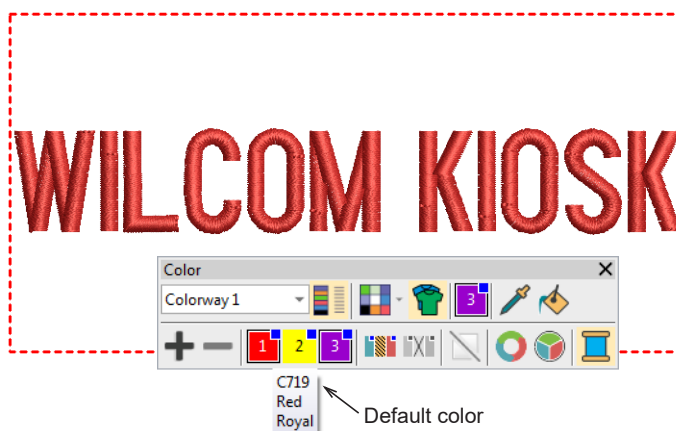 WILCOM KIOSK
Color
Colorway 1
3
1 2 3
C719
Red
Royal
Default color